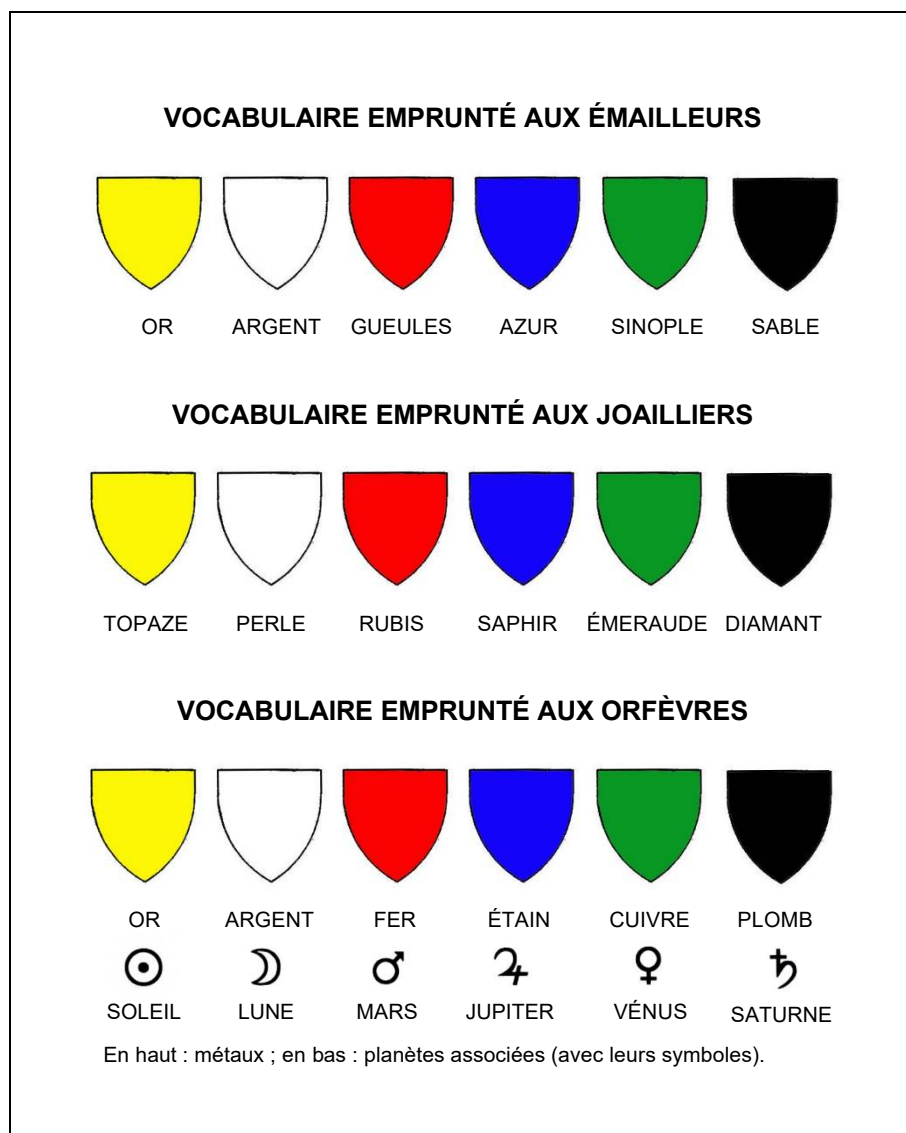 VOCABULAIRE EMPRUNTÉ AUX ÉMAILLEURS
OR ARGENT GUEULES AZUR SINOPLE SABLE
VOCABULAIRE EMPRUNTÉ AUX JOAILLIERS
TOPAZE PERLE RUBIS SAPHIR ÉMERAUDE DIAMANT
VOCABULAIRE EMPRUNTÉ AUX ORFÈVRES
OR ARGENT FER ÉTAIN CUIVRE PLOMB
SOLEIL LUNE MARS JUPITER VÉNUS SATURNE
En haut : métaux ; en bas : planètes associées (avec leurs symboles).